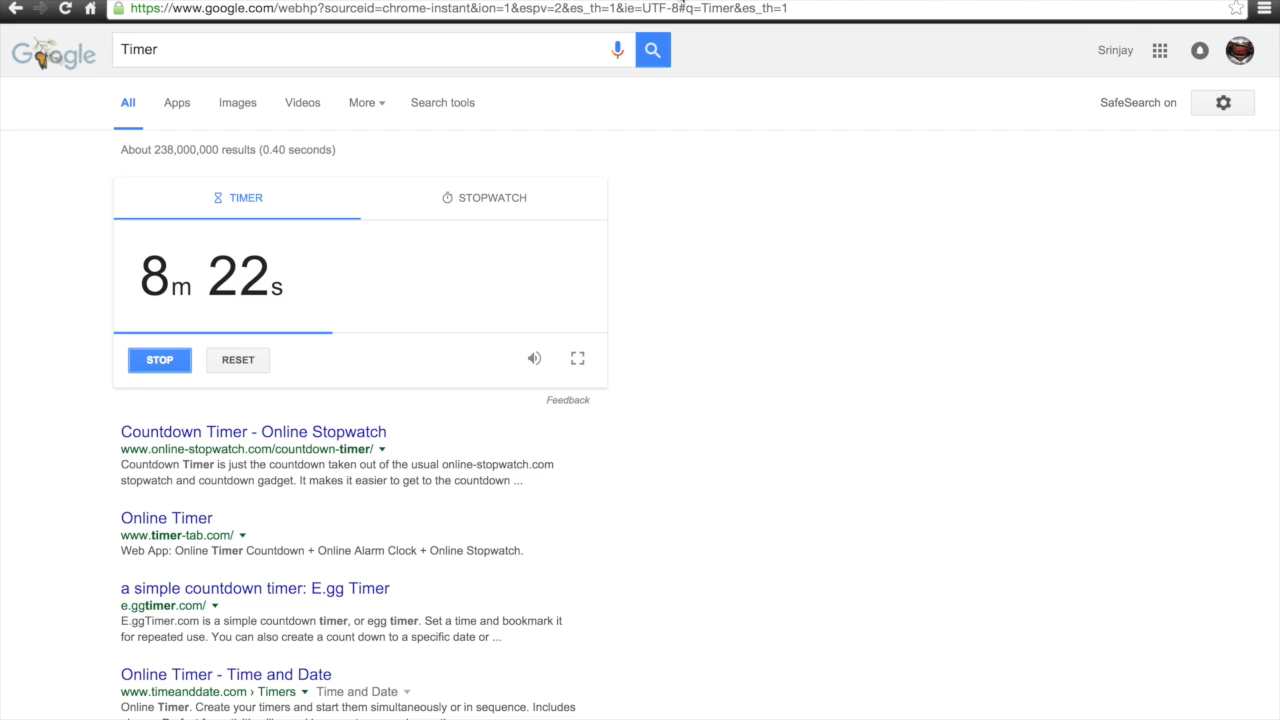 https://www.google.com/webhp?sourceid=chrome-instant&ion=1&espv=2&es_th=1&ie=UTF-8#q=Timer&es_th=1
Google
Timer
Srinjay
All Apps Images Videos More Search tools
SafeSearch on
About 238,000,000 results (0.40 seconds)
TIMER STOPWATCH
8m 22s
STOP RESET
Feedback
Countdown Timer - Online Stopwatch
www.online-stopwatch.com/countdown-timer/
Countdown Timer is just the countdown taken out of the usual online-stopwatch.com
stopwatch and countdown gadget. It makes it easier to get to the countdown ...
Online Timer
www.timer-tab.com/
Web App: Online Timer Countdown + Online Alarm Clock + Online Stopwatch.
a simple countdown timer: E.gg Timer
e.ggtimer.com/
E.ggTimer.com is a simple countdown timer, or egg timer. Set a time and bookmark it
for repeated use. You can also create a count down to a specific date or ...
Online Timer - Time and Date
www.timeanddate.com › Timers Time and Date
Online Timer. Create your timers and start them simultaneously or in sequence. Includes